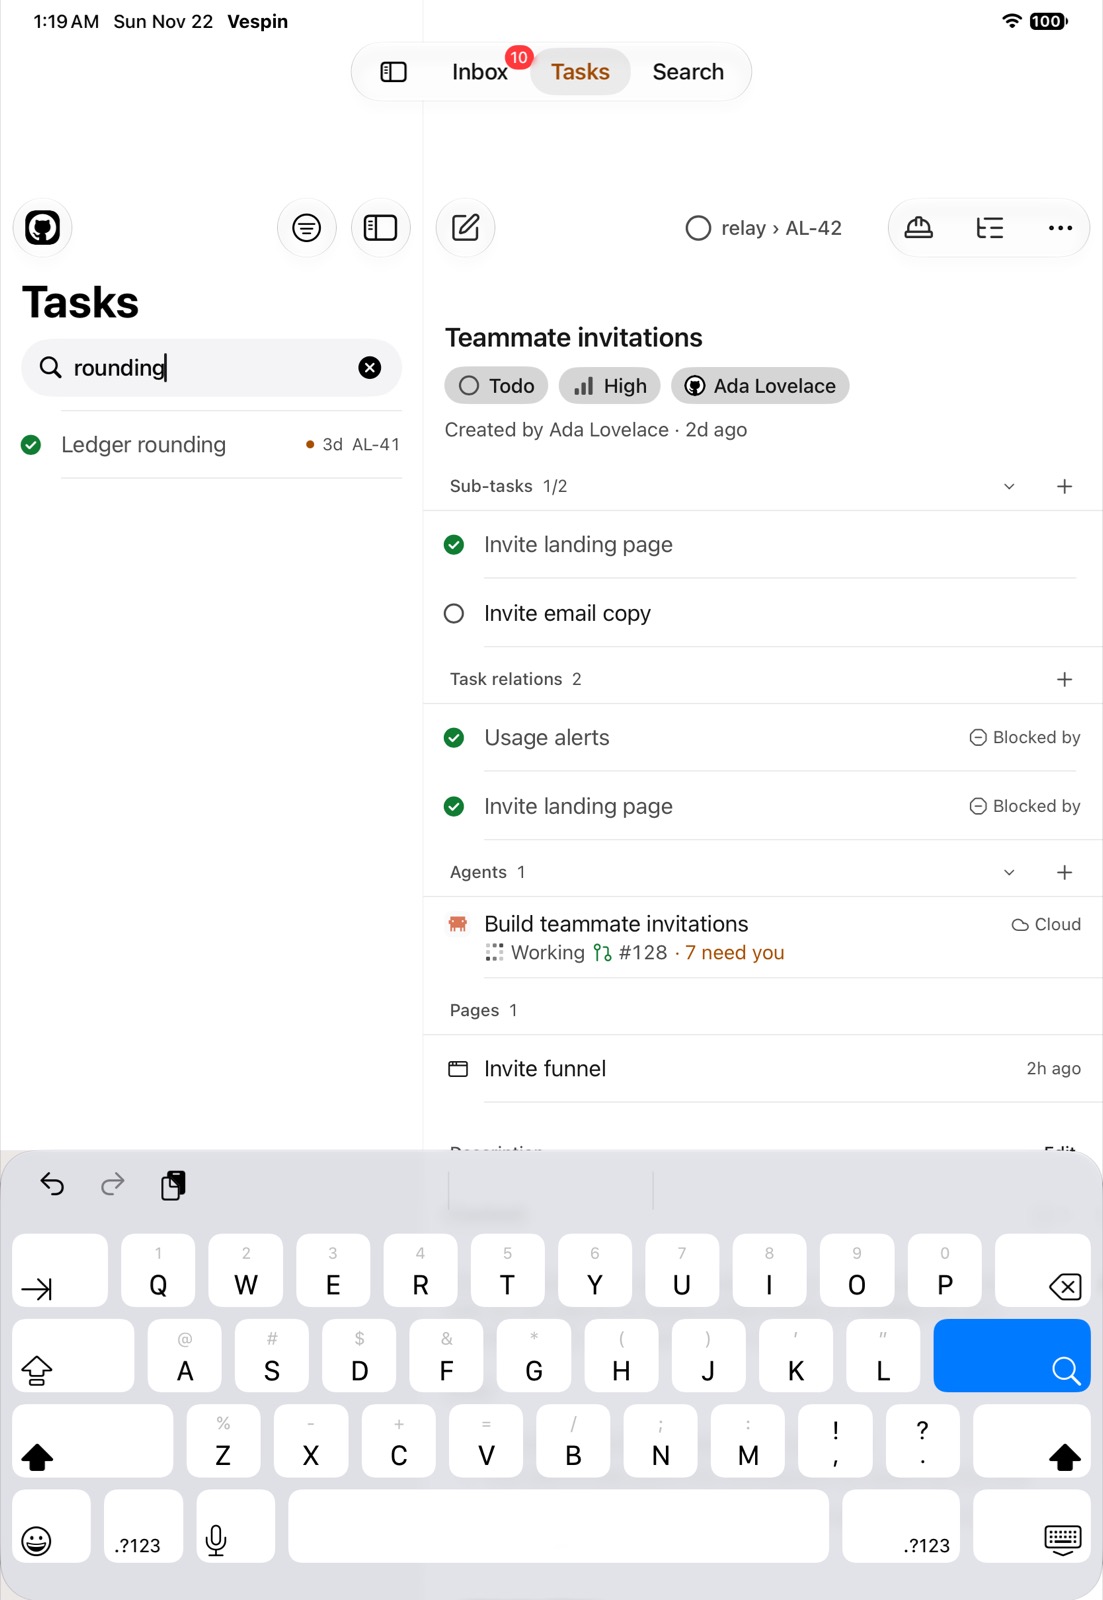 1:19 AM Sun Nov 22 Vespin
100
Inbox 10 Tasks Search
relay › AL-42
Tasks
rounding
Ledger rounding 3d AL-41
Teammate invitations
Todo High Ada Lovelace
Created by Ada Lovelace · 2d ago
Sub-tasks 1/2
Invite landing page
Invite email copy
Task relations 2
Usage alerts Blocked by
Invite landing page Blocked by
Agents 1
Build teammate invitations Cloud
Working #128 · 7 need you
Pages 1
Invite funnel 2h ago
Description Edit
1 2 3 4 5 6 7 8 9 0
Q W E R T Y U I O P
@ # $ & * ( ) ' "
A S D F G H J K L
% - + = / ; : ! ?
Z X C V B N M , .
.?123 .?123